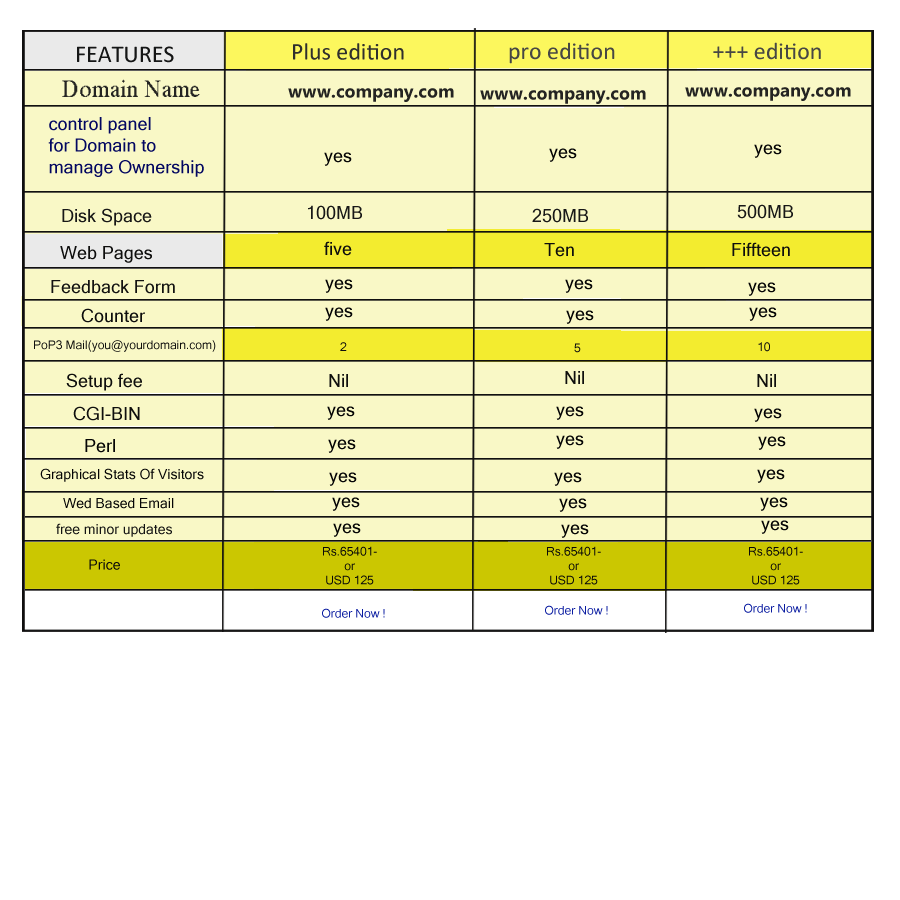 FEATURES Plus edition pro edition +++ edition
Domain Name www.company.com www.company.com www.company.com
control panel
for Domain to
manage Ownership yes yes yes
Disk Space 100MB 250MB 500MB
Web Pages five Ten Fiffteen
Feedback Form yes yes yes
Counter yes yes yes
PoP3 Mail(you@yourdomain.com) 2 5 10
Setup fee Nil Nil Nil
CGI-BIN yes yes yes
Perl yes yes yes
Graphical Stats Of Visitors yes yes yes
Wed Based Email yes yes yes
free minor updates yes yes yes
Price Rs.65401- Rs.65401- Rs.65401-
or or or
USD 125 USD 125 USD 125
Order Now ! Order Now ! Order Now !